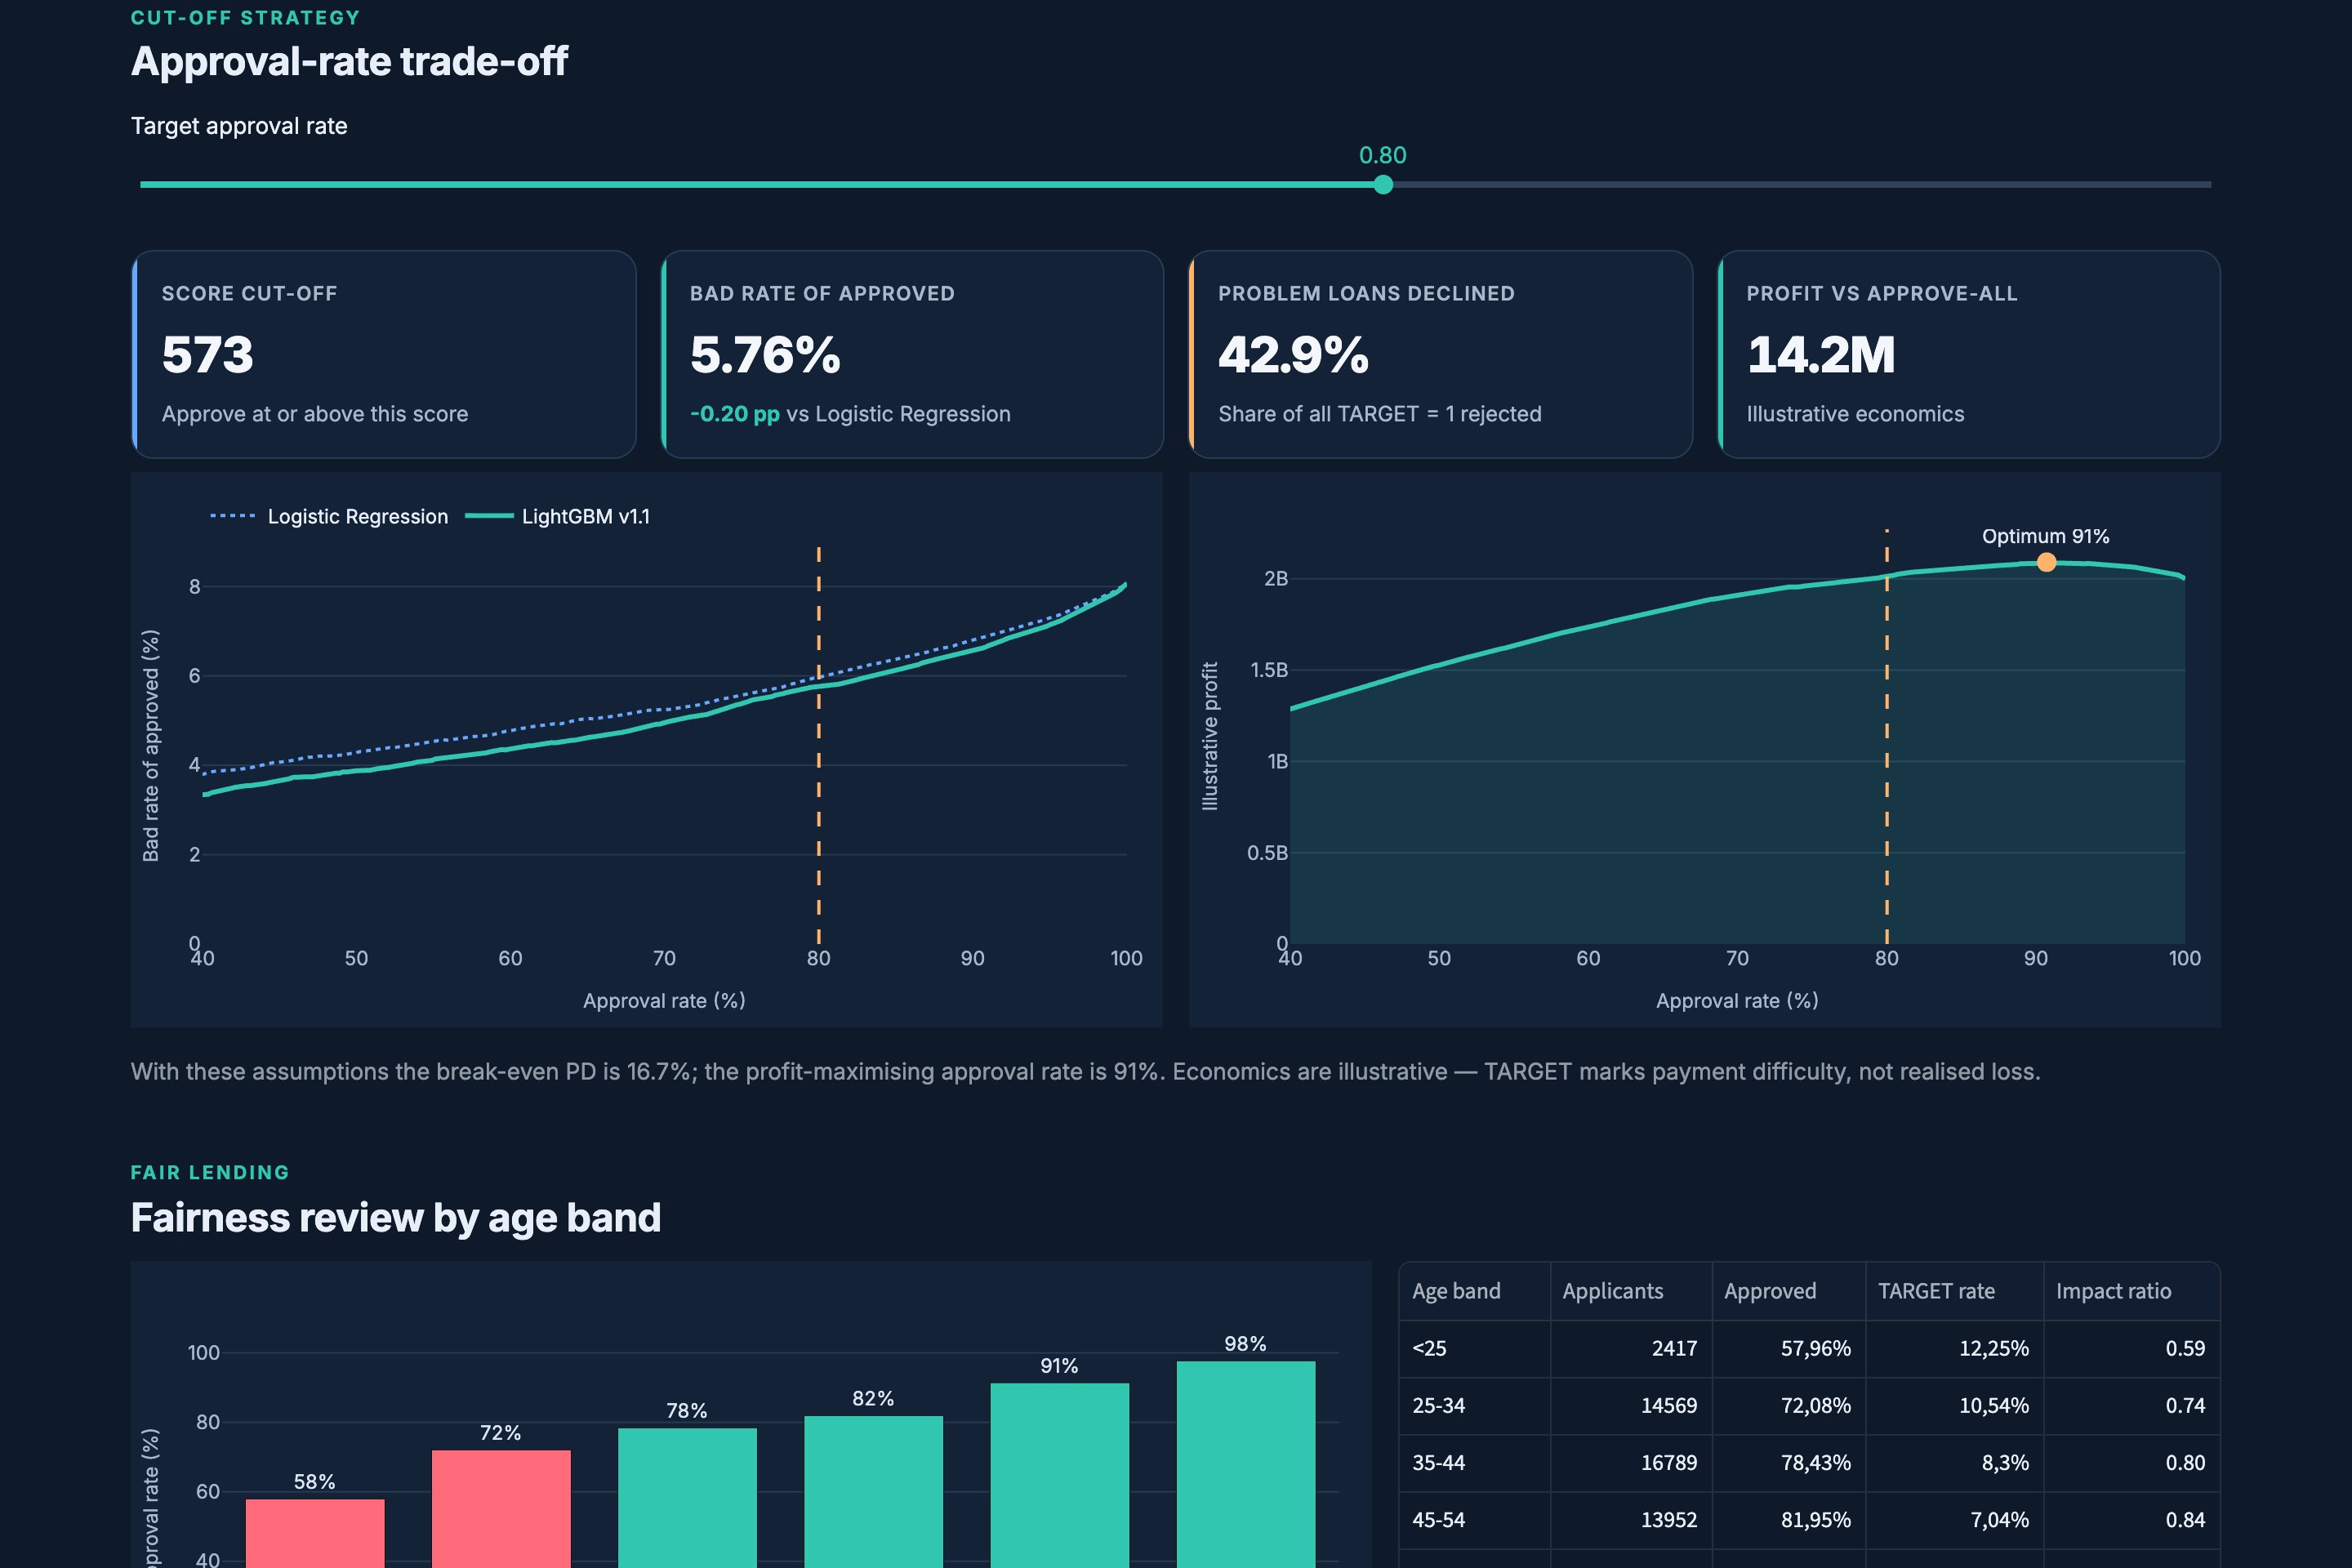 CUT-OFF STRATEGY
Approval-rate trade-off
Target approval rate
0.80
SCORE CUT-OFF
573
Approve at or above this score
BAD RATE OF APPROVED
5.76%
-0.20 pp vs Logistic Regression
PROBLEM LOANS DECLINED
42.9%
Share of all TARGET = 1 rejected
PROFIT VS APPROVE-ALL
14.2M
Illustrative economics
Logistic Regression
LightGBM v1.1
Bad rate of approved (%)
8
6
4
2
0
40 50 60 70 80 90 100
Approval rate (%)
Optimum 91%
Illustrative profit
2B
1.5B
1B
0.5B
0
40 50 60 70 80 90 100
Approval rate (%)
With these assumptions the break-even PD is 16.7%; the profit-maximising approval rate is 91%. Economics are illustrative — TARGET marks payment difficulty, not realised loss.
FAIR LENDING
Fairness review by age band
100
80
60
40
58%
72%
78%
82%
91%
98%
Age band Applicants Approved TARGET rate Impact ratio
<25 2417 57,96% 12,25% 0.59
25-34 14569 72,08% 10,54% 0.74
35-44 16789 78,43% 8,3% 0.80
45-54 13952 81,95% 7,04% 0.84